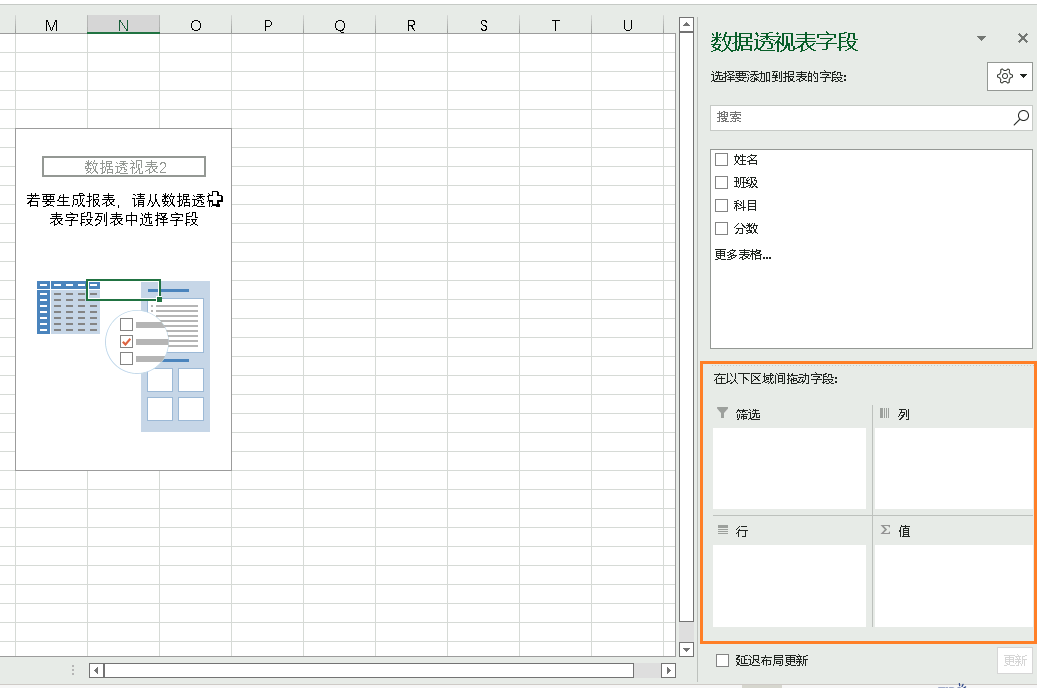 M N O P Q R S T U
数据透视表2
若要生成报表，请从数据透
表字段列表中选择字段
数据透视表字段
选择要添加到报表的字段:
搜索
姓名
班级
科目
分数
更多表格...
在以下区域间拖动字段:
筛选
列
行
Σ 值
延迟布局更新
更新